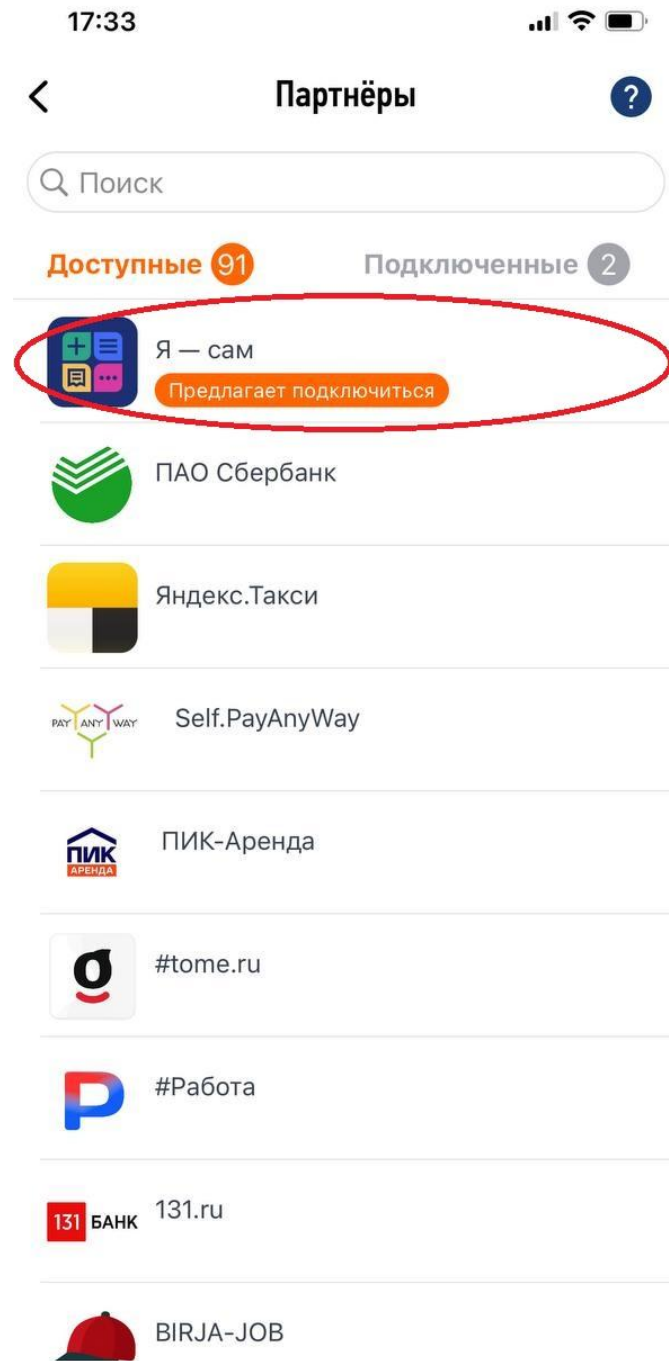 17:33
Партнёры
?
Поиск
Доступные 91
Подключенные 2
Я — сам
Предлагает подключиться
ПАО Сбербанк
Яндекс.Такси
PAY ANY WAY
Self.PayAnyWay
ПИК
АРЕНДА
ПИК-Аренда
#tome.ru
#Работа
131 БАНК
131.ru
BIRJA-JOB